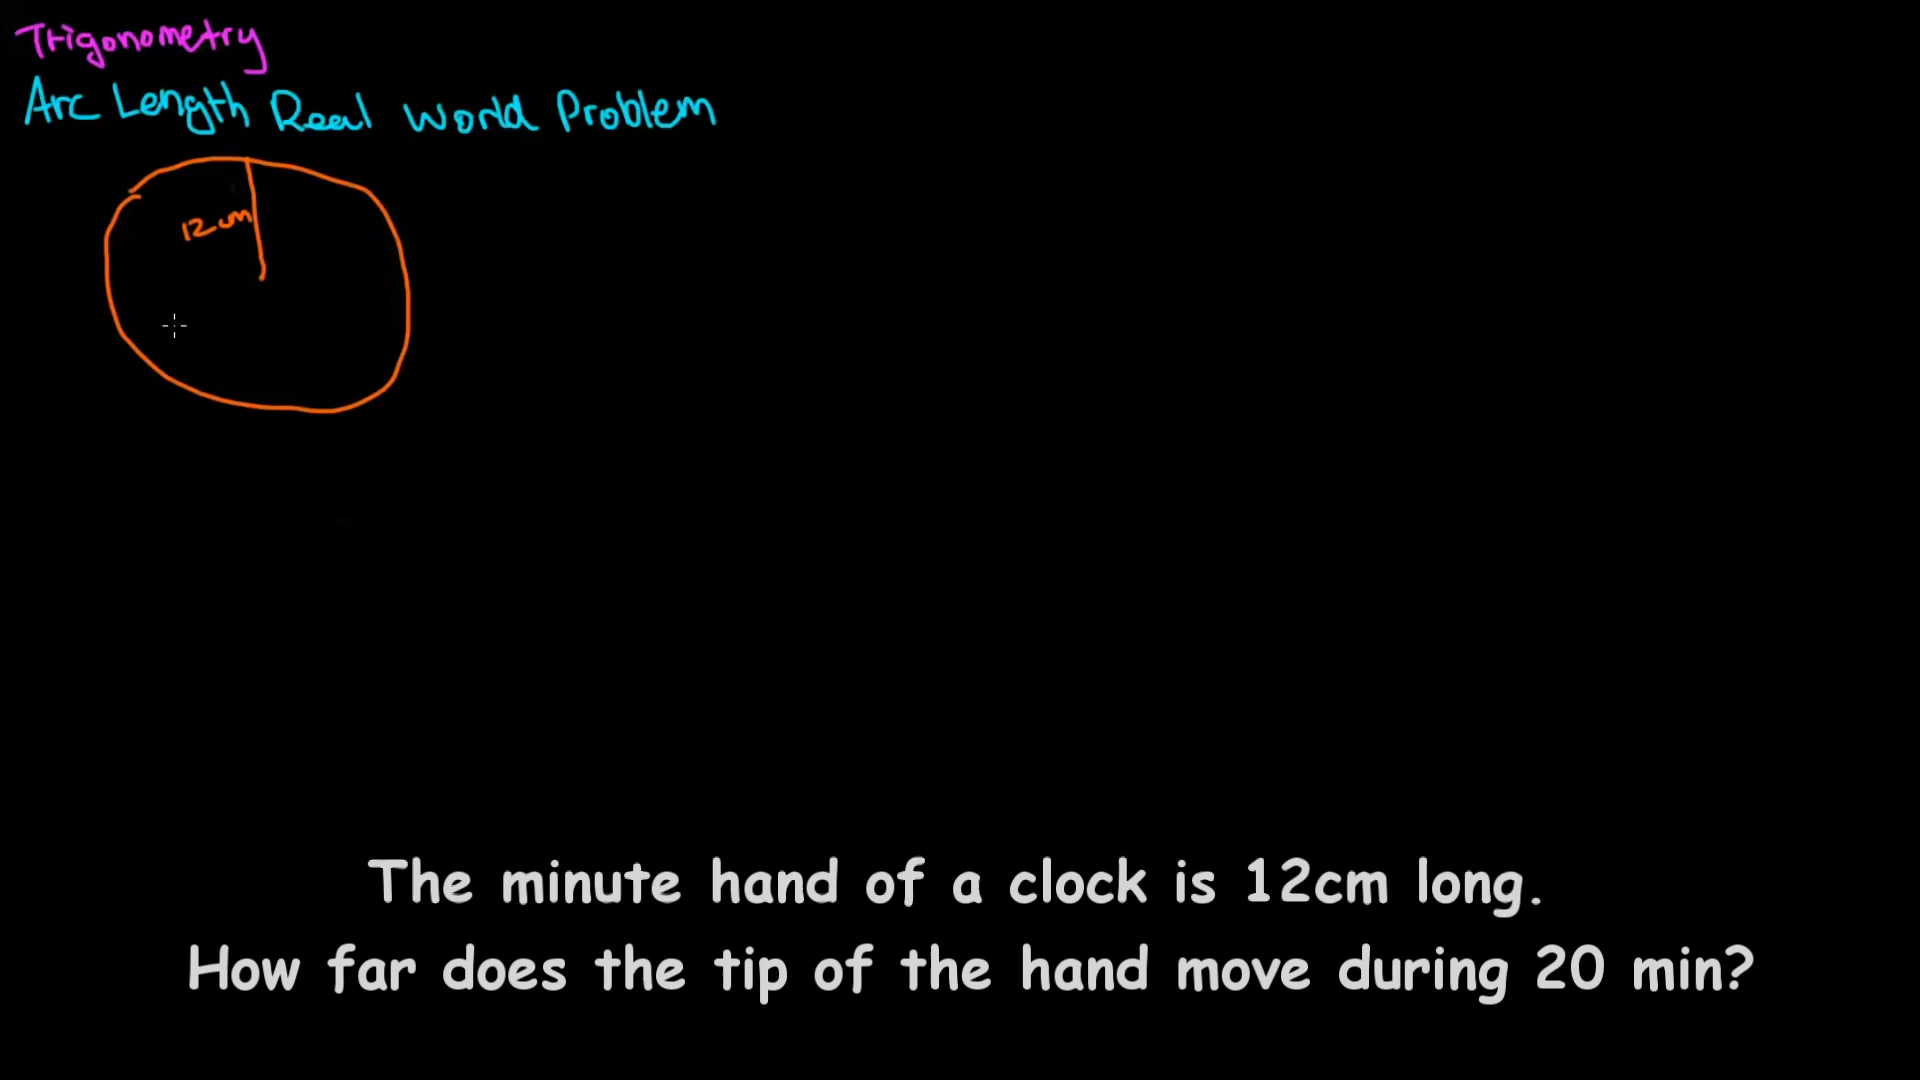 Trigonometry
Arc Length Real World Problem
12cm
The minute hand of a clock is 12cm long.
How far does the tip of the hand move during 20 min?